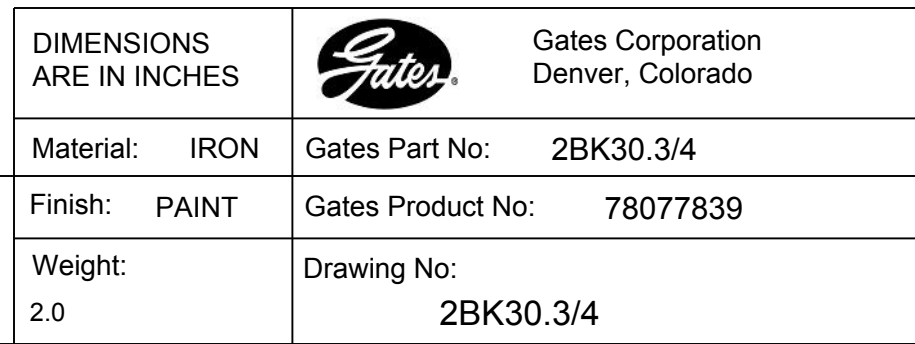 DIMENSIONS
ARE IN INCHES
Gates®
Gates Corporation
Denver, Colorado
Material: IRON
Gates Part No: 2BK30.3/4
Finish: PAINT
Gates Product No: 78077839
Weight:
2.0
Drawing No:
2BK30.3/4